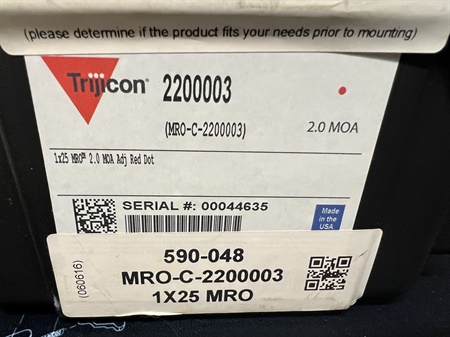 (please determine if the product fits your needs prior to mounting)
Trijicon® 2200003
(MRO-C-2200003) 2.0 MOA
1x25 MRO™ 2.0 MOA Adj Red Dot
SERIAL #: 00044635
Made in the USA
590-048
MRO-C-2200003
1X25 MRO
(060616)